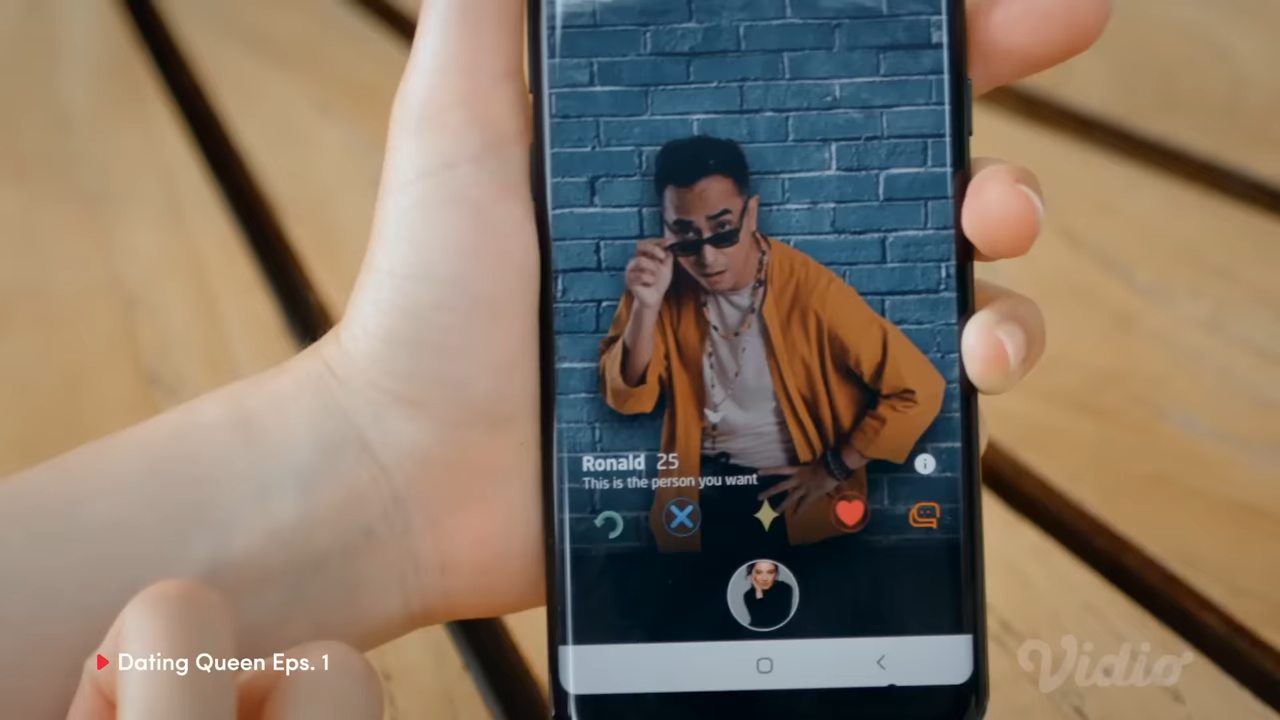 Ronald 25
This is the person you want
Dating Queen Eps. 1
Vidio